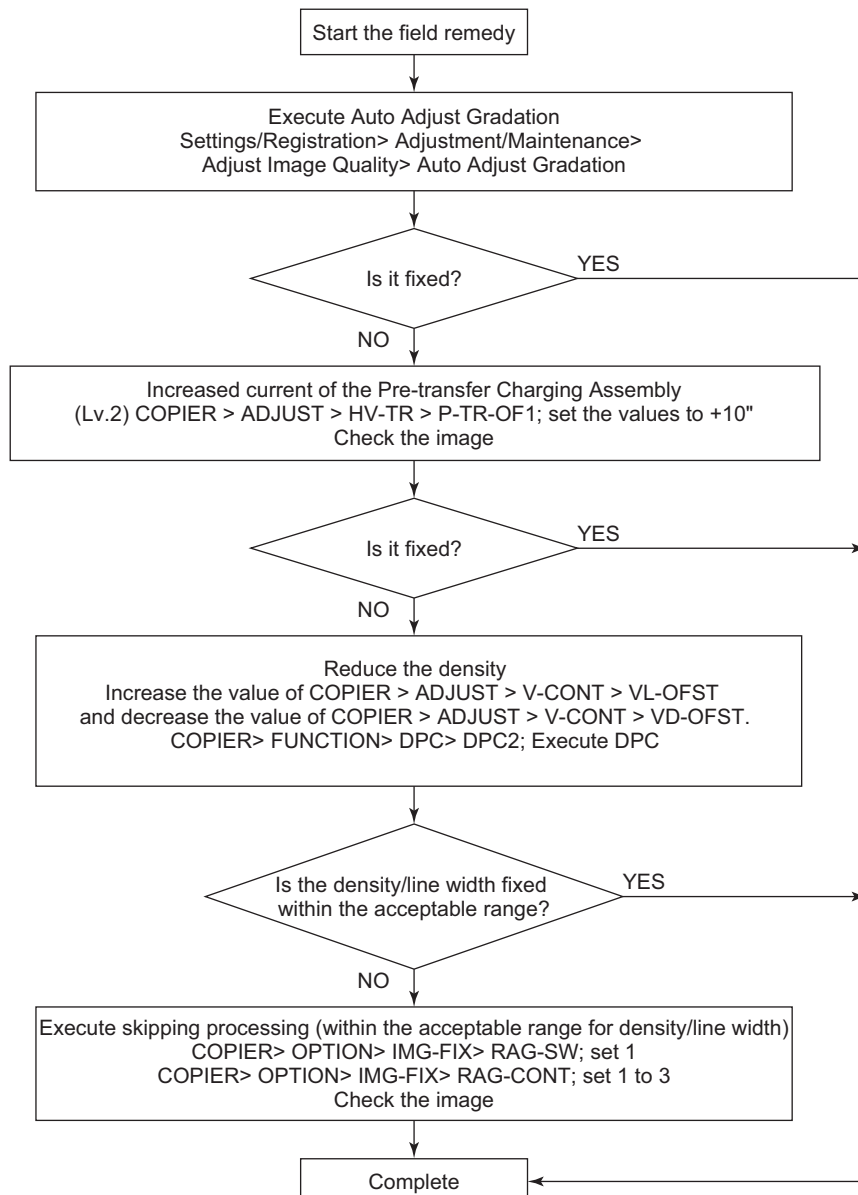 Start the field remedy
Execute Auto Adjust Gradation
Settings/Registration> Adjustment/Maintenance>
Adjust Image Quality> Auto Adjust Gradation
Is it fixed?
YES
NO
Increased current of the Pre-transfer Charging Assembly
(Lv.2) COPIER > ADJUST > HV-TR > P-TR-OF1; set the values to +10"
Check the image
Is it fixed?
YES
NO
Reduce the density
Increase the value of COPIER > ADJUST > V-CONT > VL-OFST
and decrease the value of COPIER > ADJUST > V-CONT > VD-OFST.
COPIER> FUNCTION> DPC> DPC2; Execute DPC
Is the density/line width fixed
within the acceptable range?
YES
NO
Execute skipping processing (within the acceptable range for density/line width)
COPIER> OPTION> IMG-FIX> RAG-SW; set 1
COPIER> OPTION> IMG-FIX> RAG-CONT; set 1 to 3
Check the image
Complete